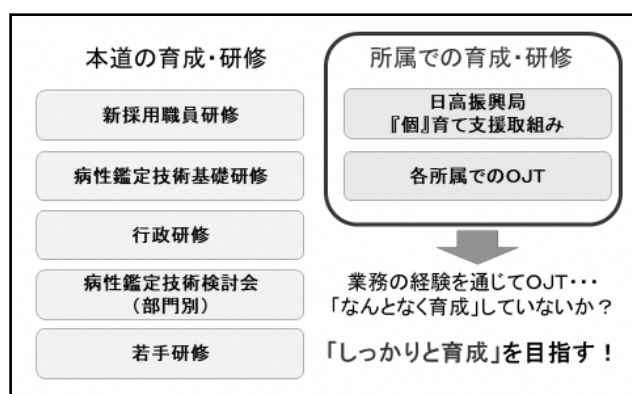 本道の育成・研修
新採用職員研修
病性鑑定技術基礎研修
行政研修
病性鑑定技術検討会
（部門別）
若手研修
所属での育成・研修
日高振興局
『個』育て支援取組み
各所属でのOJT
業務の経験を通じてOJT・・・
「なんとなく育成」していないか？
「しっかりと育成」を目指す！